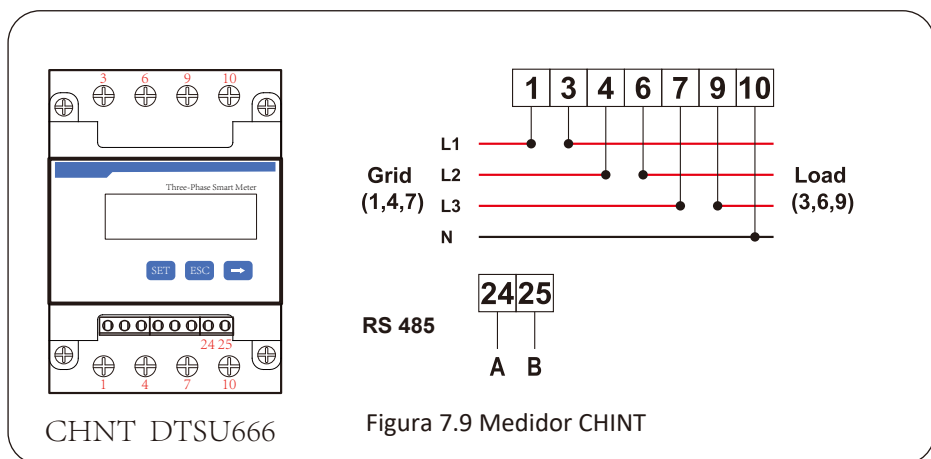 3 6 9 10
Three-Phase Smart Meter
SET ESC
24 25
1 4 7 10
CHNT DTSU666
1 3 4 6 7 9 10
L1
Grid L2 Load
(1,4,7) L3 (3,6,9)
N
24 25
RS 485
A B
Figura 7.9 Medidor CHINT